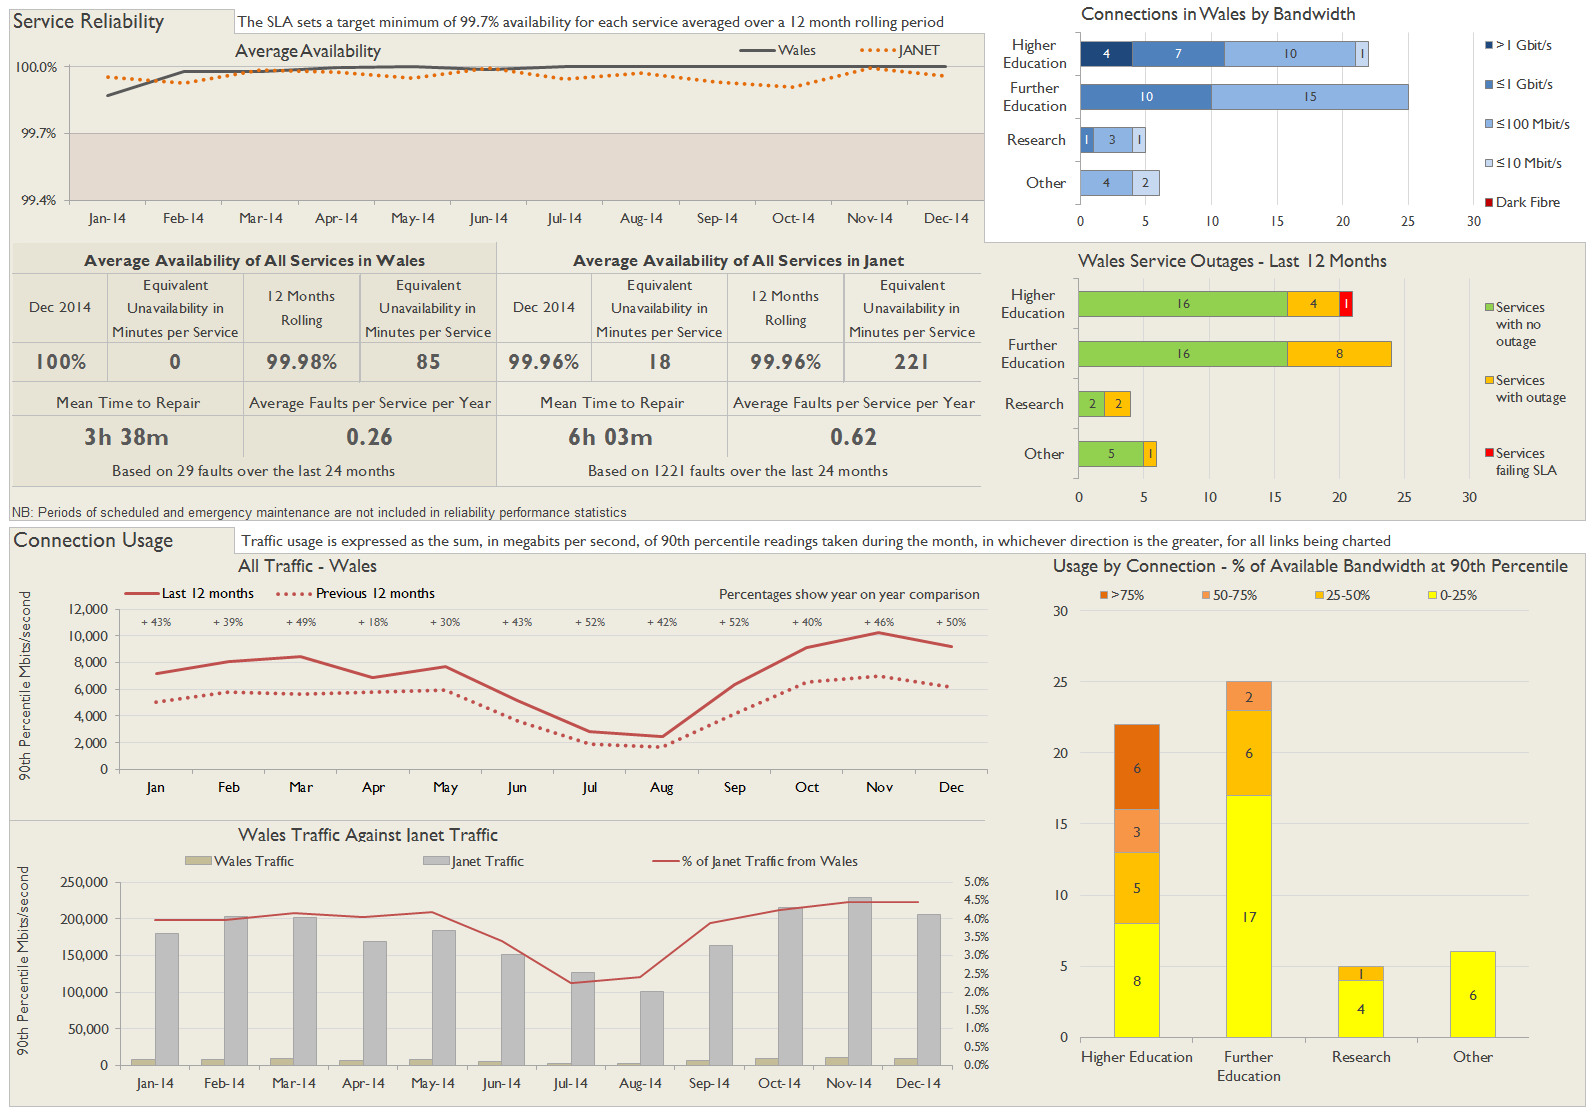 Service Reliability
The SLA sets a target minimum of 99.7% availability for each service averaged over a 12 month rolling period
Average Availability
Wales
JANET
100.0%
99.7%
99.4%
Jan-14 Feb-14 Mar-14 Apr-14 May-14 Jun-14 Jul-14 Aug-14 Sep-14 Oct-14 Nov-14 Dec-14
Connections in Wales by Bandwidth
Higher
Education
4 7 10 1
Further
Education
10 15
Research
1 3 1
Other
4 2
0 5 10 15 20 25 30
>1 Gbit/s
≤1 Gbit/s
≤100 Mbit/s
≤10 Mbit/s
Dark Fibre
Average Availability of All Services in Wales
Dec 2014
Equivalent
Unavailability in
Minutes per Service
12 Months
Rolling
Equivalent
Unavailability in
Minutes per Service
100% 0 99.98% 85
Mean Time to Repair
Average Faults per Service per Year
3h 38m 0.26
Based on 29 faults over the last 24 months
Average Availability of All Services in Janet
Dec 2014
Equivalent
Unavailability in
Minutes per Service
12 Months
Rolling
Equivalent
Unavailability in
Minutes per Service
99.96% 18 99.96% 221
Mean Time to Repair
Average Faults per Service per Year
6h 03m 0.62
Based on 1221 faults over the last 24 months
NB: Periods of scheduled and emergency maintenance are not included in reliability performance statistics
Wales Service Outages - Last 12 Months
Higher
Education
16 4 1
Further
Education
16 8
Research
2 2
Other
5 1
0 5 10 15 20 25 30
Services
with no
outage
Services
with outage
Services
failing SLA
Connection Usage
Traffic usage is expressed as the sum, in megabits per second, of 90th percentile readings taken during the month, in whichever direction is the greater, for all links being charted
All Traffic - Wales
Last 12 months
Previous 12 months
Percentages show year on year comparison
90th Percentile Mbits/second
12,000
10,000
8,000
6,000
4,000
2,000
0
+ 43% + 39% + 49% + 18% + 30% + 43% + 52% + 42% + 52% + 40% + 46% + 50%
Jan Feb Mar Apr May Jun Jul Aug Sep Oct Nov Dec
Wales Traffic Against Janet Traffic
Wales Traffic
Janet Traffic
% of Janet Traffic from Wales
90th Percentile Mbits/second
250,000
200,000
150,000
100,000
50,000
0
5.0%
4.5%
4.0%
3.5%
3.0%
2.5%
2.0%
1.5%
1.0%
0.5%
0.0%
Jan-14 Feb-14 Mar-14 Apr-14 May-14 Jun-14 Jul-14 Aug-14 Sep-14 Oct-14 Nov-14 Dec-14
Usage by Connection - % of Available Bandwidth at 90th Percentile
>75%
50-75%
25-50%
0-25%
30
25
20
15
10
5
0
6
3
5
8
2
6
17
1
4
6
Higher Education
Further
Education
Research
Other